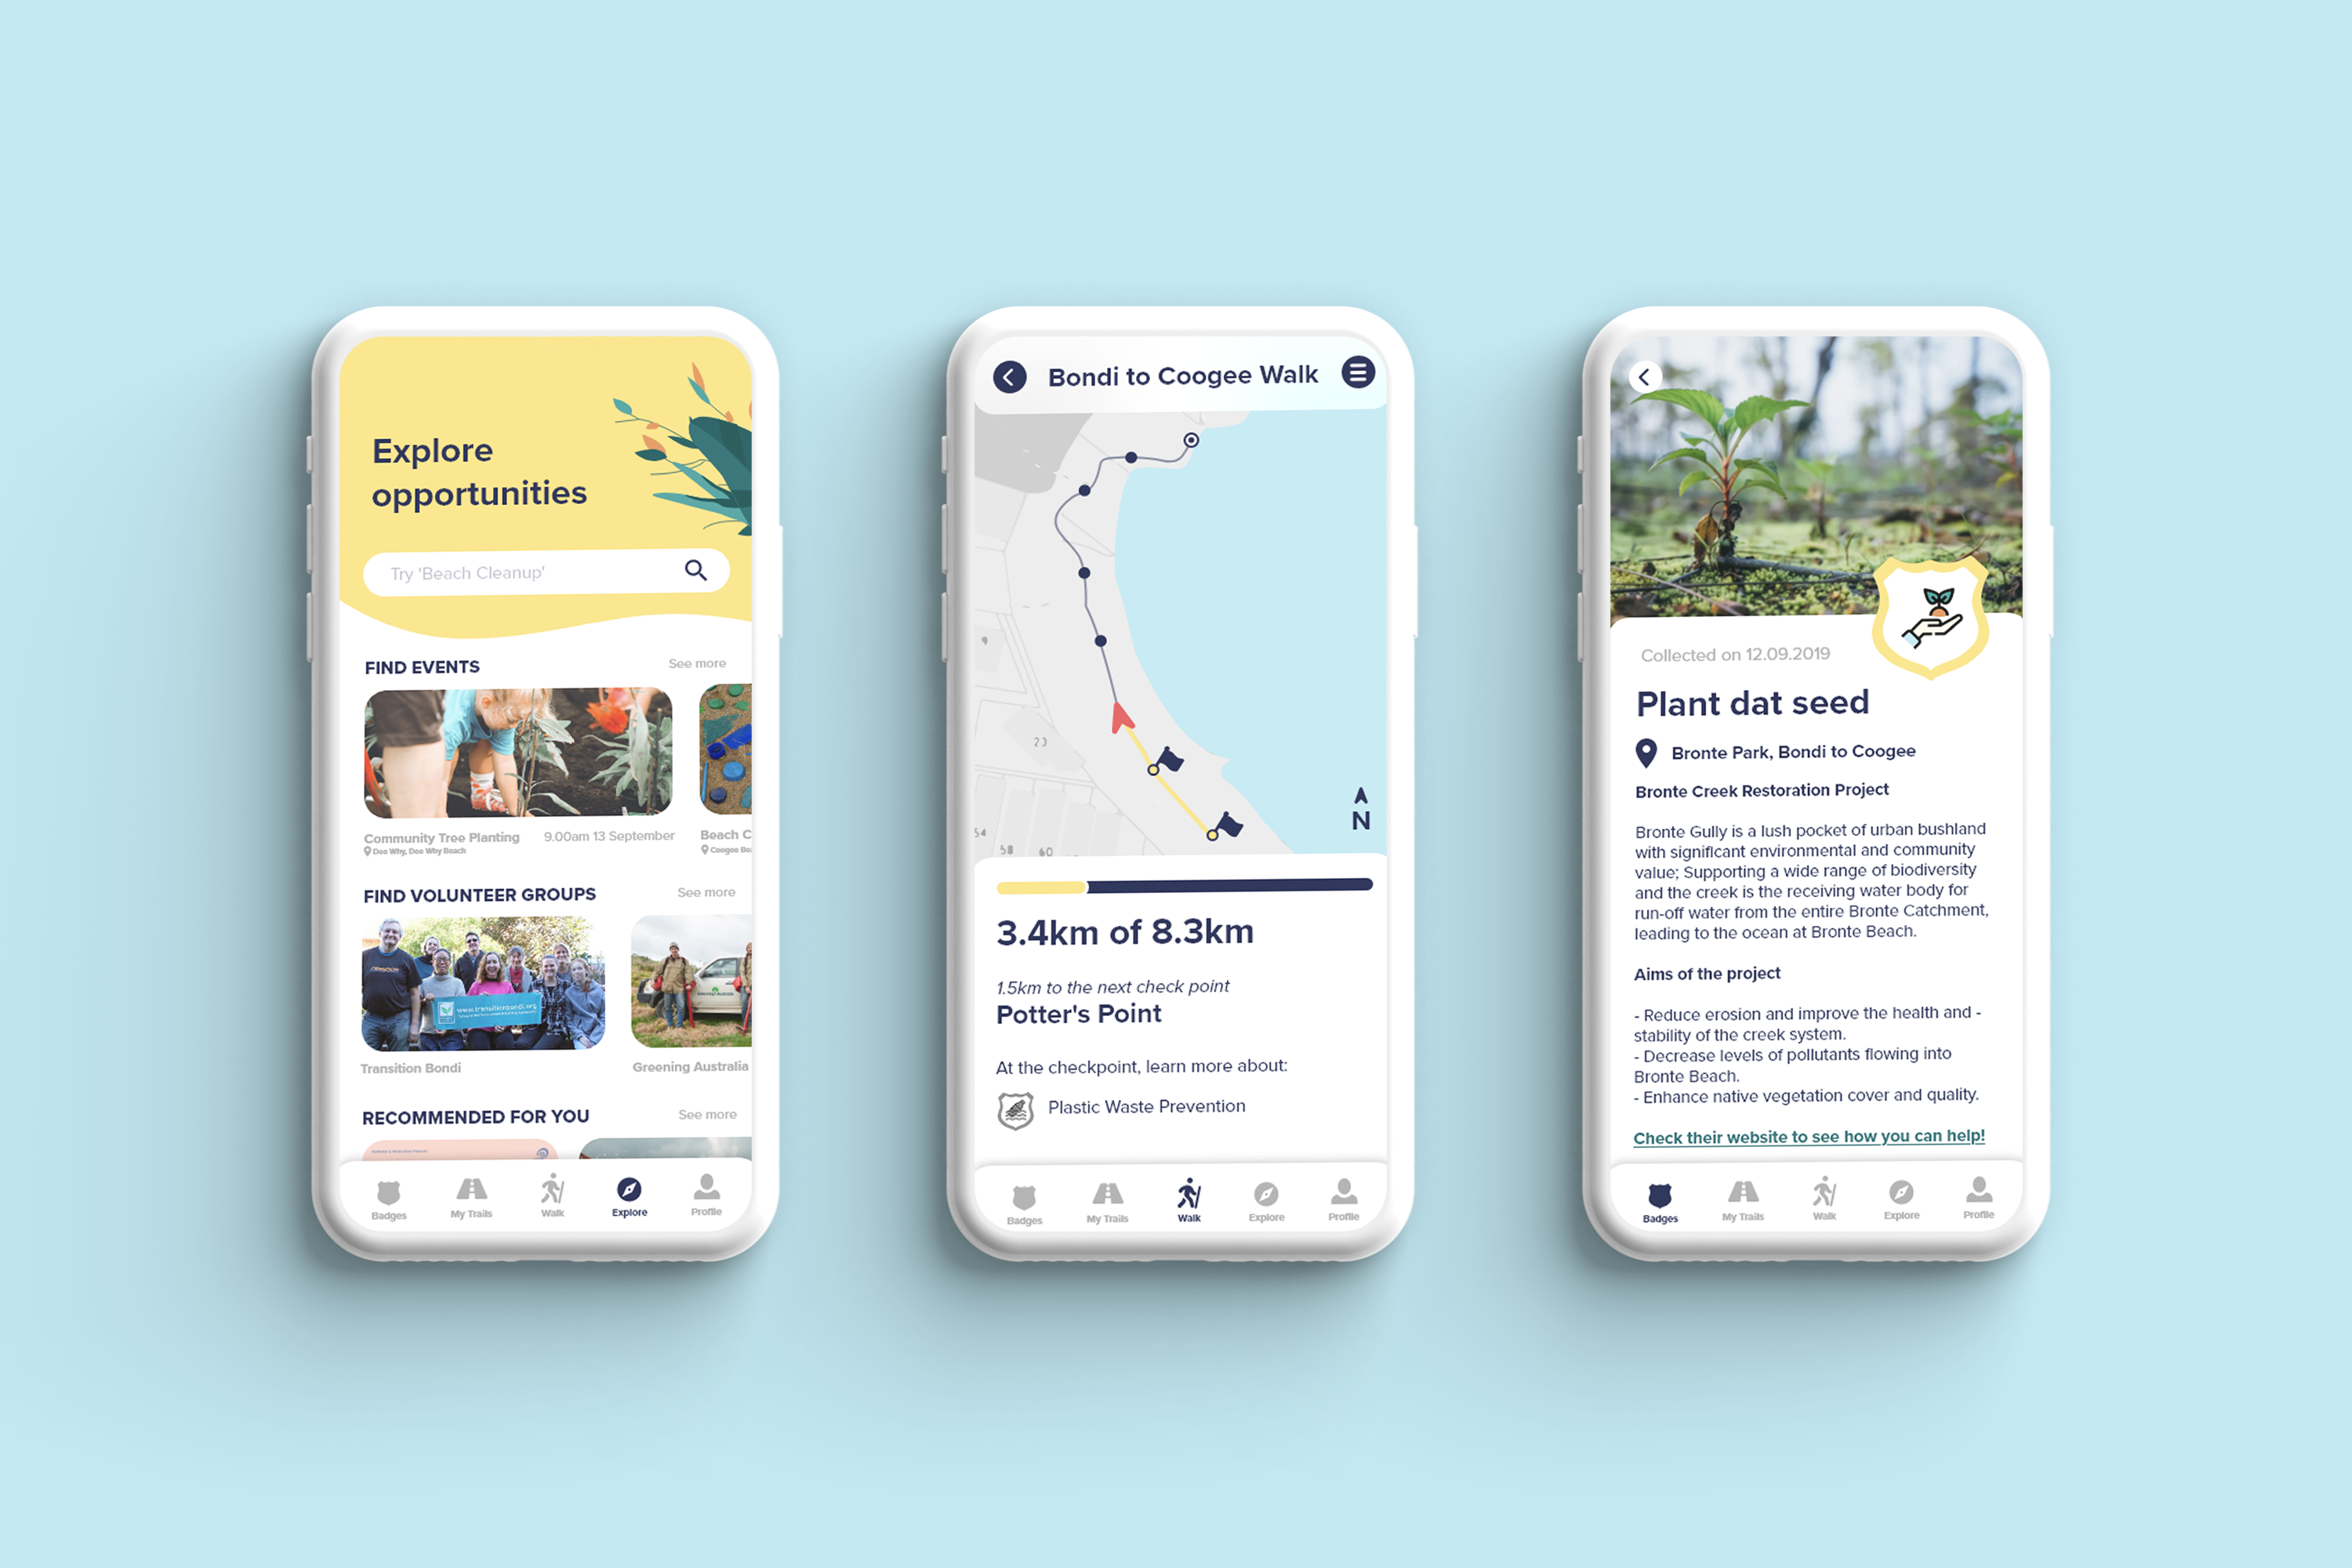 Explore
opportunities
Try 'Beach Cleanup'
FIND EVENTS
See more
Community Tree Planting
9.00am 13 September
Dee Why, Dee Why Beach
Beach C
Coogee Bea
FIND VOLUNTEER GROUPS
See more
www.transitionbondi.org
Transition Bondi
Greening Australia
RECOMMENDED FOR YOU
See more
Badges
My Trails
Walk
Explore
Profile
Bondi to Coogee Walk
23
54
58
60
N
3.4km of 8.3km
1.5km to the next check point
Potter's Point
At the checkpoint, learn more about:
Plastic Waste Prevention
Badges
My Trails
Walk
Explore
Profile
Collected on 12.09.2019
Plant dat seed
Bronte Park, Bondi to Coogee
Bronte Creek Restoration Project
Bronte Gully is a lush pocket of urban bushland
with significant environmental and community
value; Supporting a wide range of biodiversity
and the creek is the receiving water body for
run-off water from the entire Bronte Catchment,
leading to the ocean at Bronte Beach.
Aims of the project
- Reduce erosion and improve the health and -
stability of the creek system.
- Decrease levels of pollutants flowing into
Bronte Beach.
- Enhance native vegetation cover and quality.
Check their website to see how you can help!
Badges
My Trails
Walk
Explore
Profile